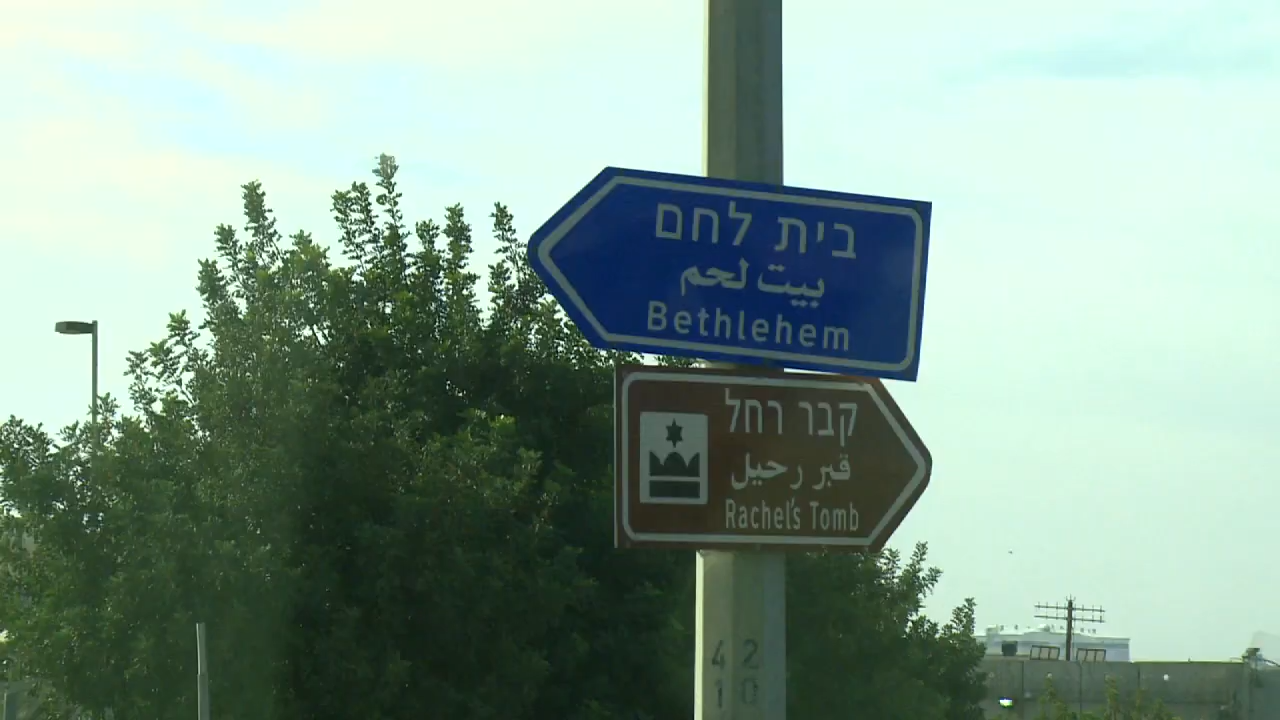 בית לחם
بيت لحم
Bethlehem
קבר רחל
قبر رحيل
Rachel's Tomb
42
10